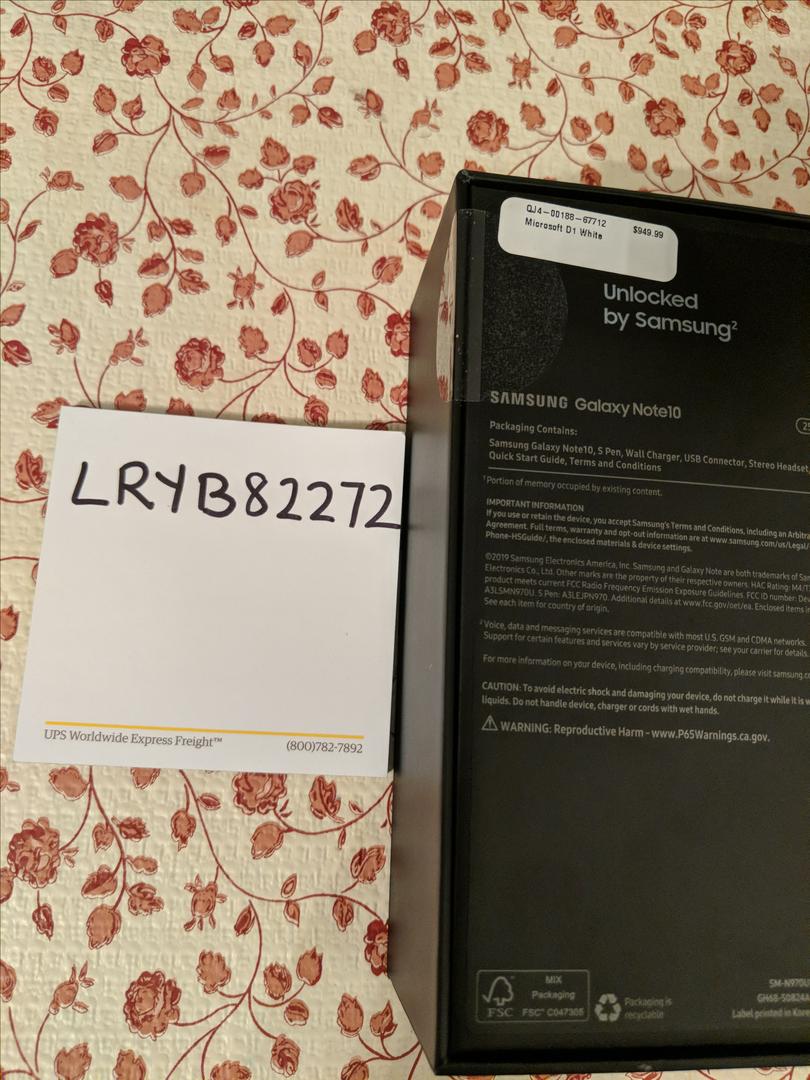 LRYB82272
UPS Worldwide Express Freight™ (800)782-7892
QJ4-00188-67712 $949.99
Microsoft D1 White
Unlocked
by Samsung²
SAMSUNG Galaxy Note10
Packaging Contains:
Samsung Galaxy Note10, S Pen, Wall Charger, USB Connector, Stereo Headset,
Quick Start Guide, Terms and Conditions
¹Portion of memory occupied by existing content.
IMPORTANT INFORMATION
If you use or retain the device, you accept Samsung's Terms and Conditions, including an
Agreement. Full terms, warranty and opt-out information are at www.samsung.com/us/Legal/
Phone-HSGuide/, the enclosed materials & device settings.
©2019 Samsung Electronics America, Inc. Samsung and Galaxy Note are both trademarks of
Electronics Co., Ltd. Other marks are the property of their respective owners. HAC Rating:
product meets current FCC Radio Frequency Emission Exposure Guidelines. FCC ID number:
A3LSMN970U. S Pen: A3LEJPN970. Additional details at www.fcc.gov/oet/ea. Enclosed items
See each item for country of origin.
²Voice, data and messaging services are compatible with most U.S. GSM and CDMA networks.
Support for certain features and services vary by service provider; see your carrier for details.
For more information on your device, including charging compatibility, please visit
CAUTION: To avoid electric shock and damaging your device, do not charge it while it is
liquids. Do not handle device, charger or cords with wet hands.
WARNING: Reproductive Harm - www.P65Warnings.ca.gov.
FSC
MIX
Packaging
FSC™ C047305
Packaging is
recyclable
SM-N970U
Label printed in